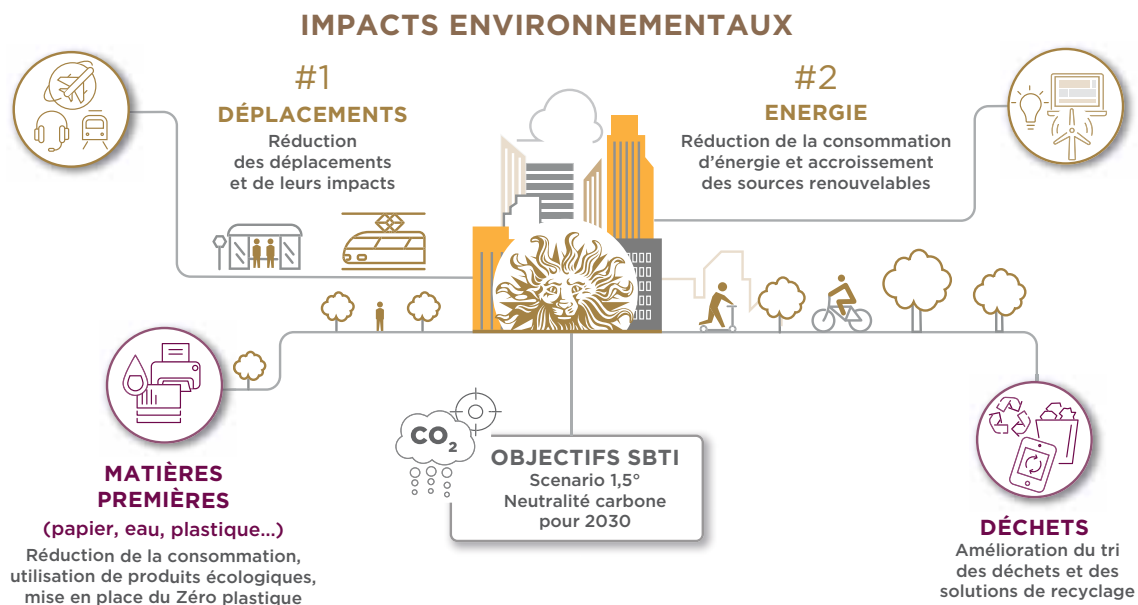 IMPACTS ENVIRONNEMENTAUX
#1
DÉPLACEMENTS
Réduction
des déplacements
et de leurs impacts
#2
ENERGIE
Réduction de la consommation
d'énergie et accroissement
des sources renouvelables
MATIÈRES
PREMIÈRES
(papier, eau, plastique...)
Réduction de la consommation,
utilisation de produits écologiques,
mise en place du Zéro plastique
CO2
OBJECTIFS SBTI
Scenario 1,5°
Neutralité carbone
pour 2030
DÉCHETS
Amélioration du tri
des déchets et des
solutions de recyclage